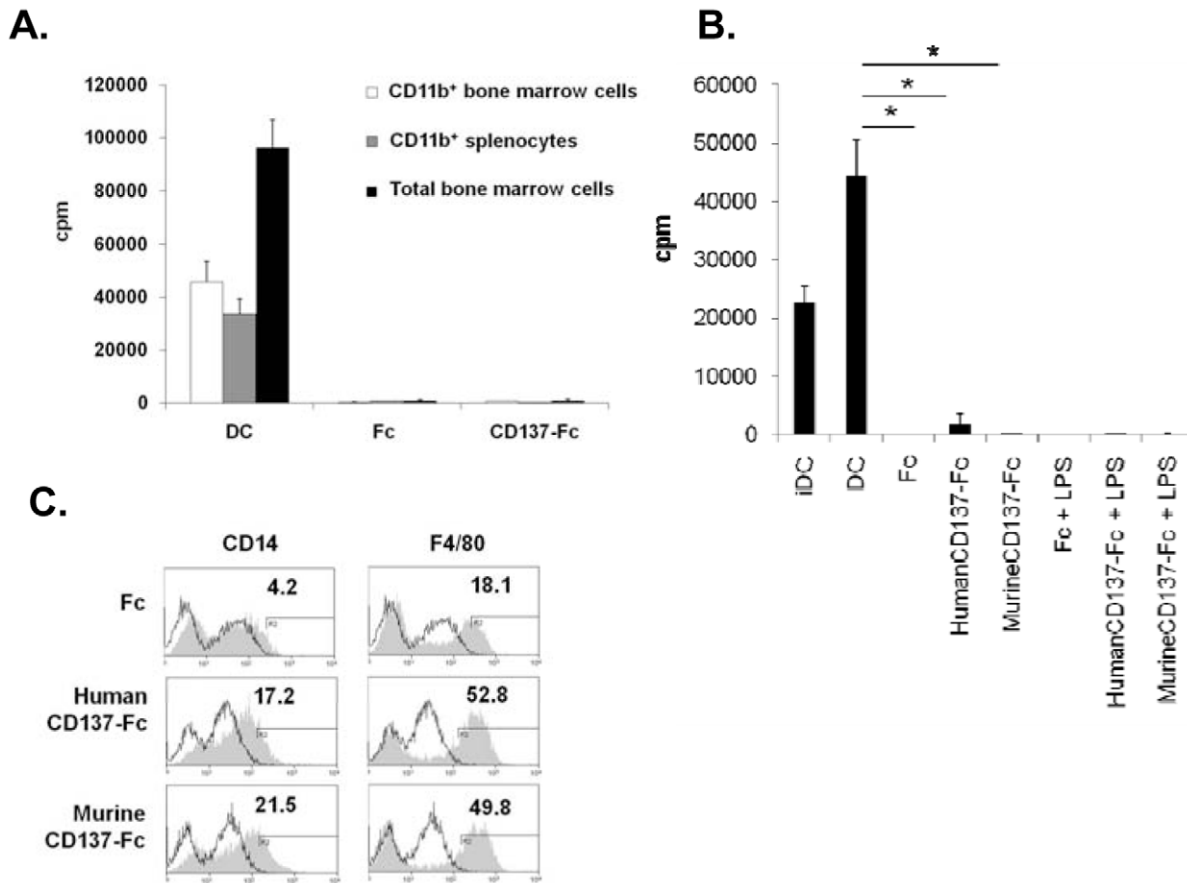 A.
120000
100000
80000
60000
40000
20000
0
cpm
CD11b+ bone marrow cells
CD11b+ splenocytes
Total bone marrow cells
DC
Fc
CD137-Fc
B.
60000
50000
40000
30000
20000
10000
0
cpm
*
*
*
iDC
iDC
Fc
HumanCD137-Fc
MurineCD137-Fc
Fc + LPS
HumanCD137-Fc + LPS
MurineCD137-Fc + LPS
C.
CD14
F4/80
Fc
4.2
18.1
Human
CD137-Fc
17.2
52.8
Murine
CD137-Fc
21.5
49.8